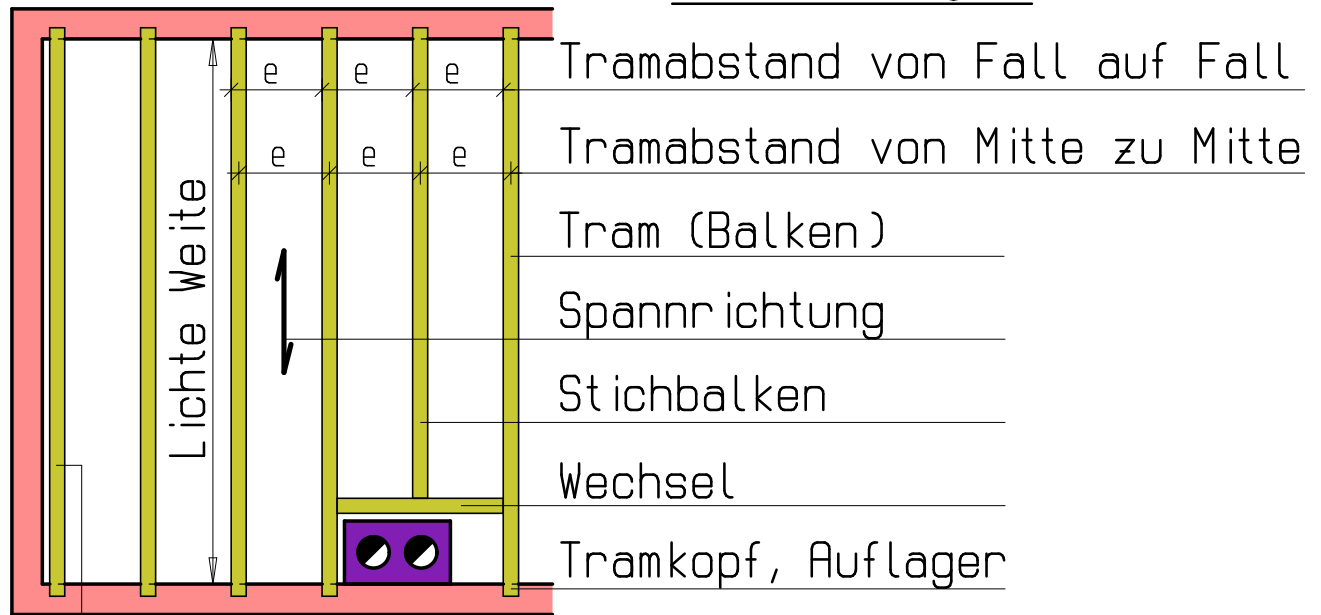 e e e Tramabstand von Fall auf Fall
e e e Tramabstand von Mitte zu Mitte
Lichte Weite
Tram (Balken)
Spannrichtung
Stichbalken
Wechsel
Tramkopf, Auflager